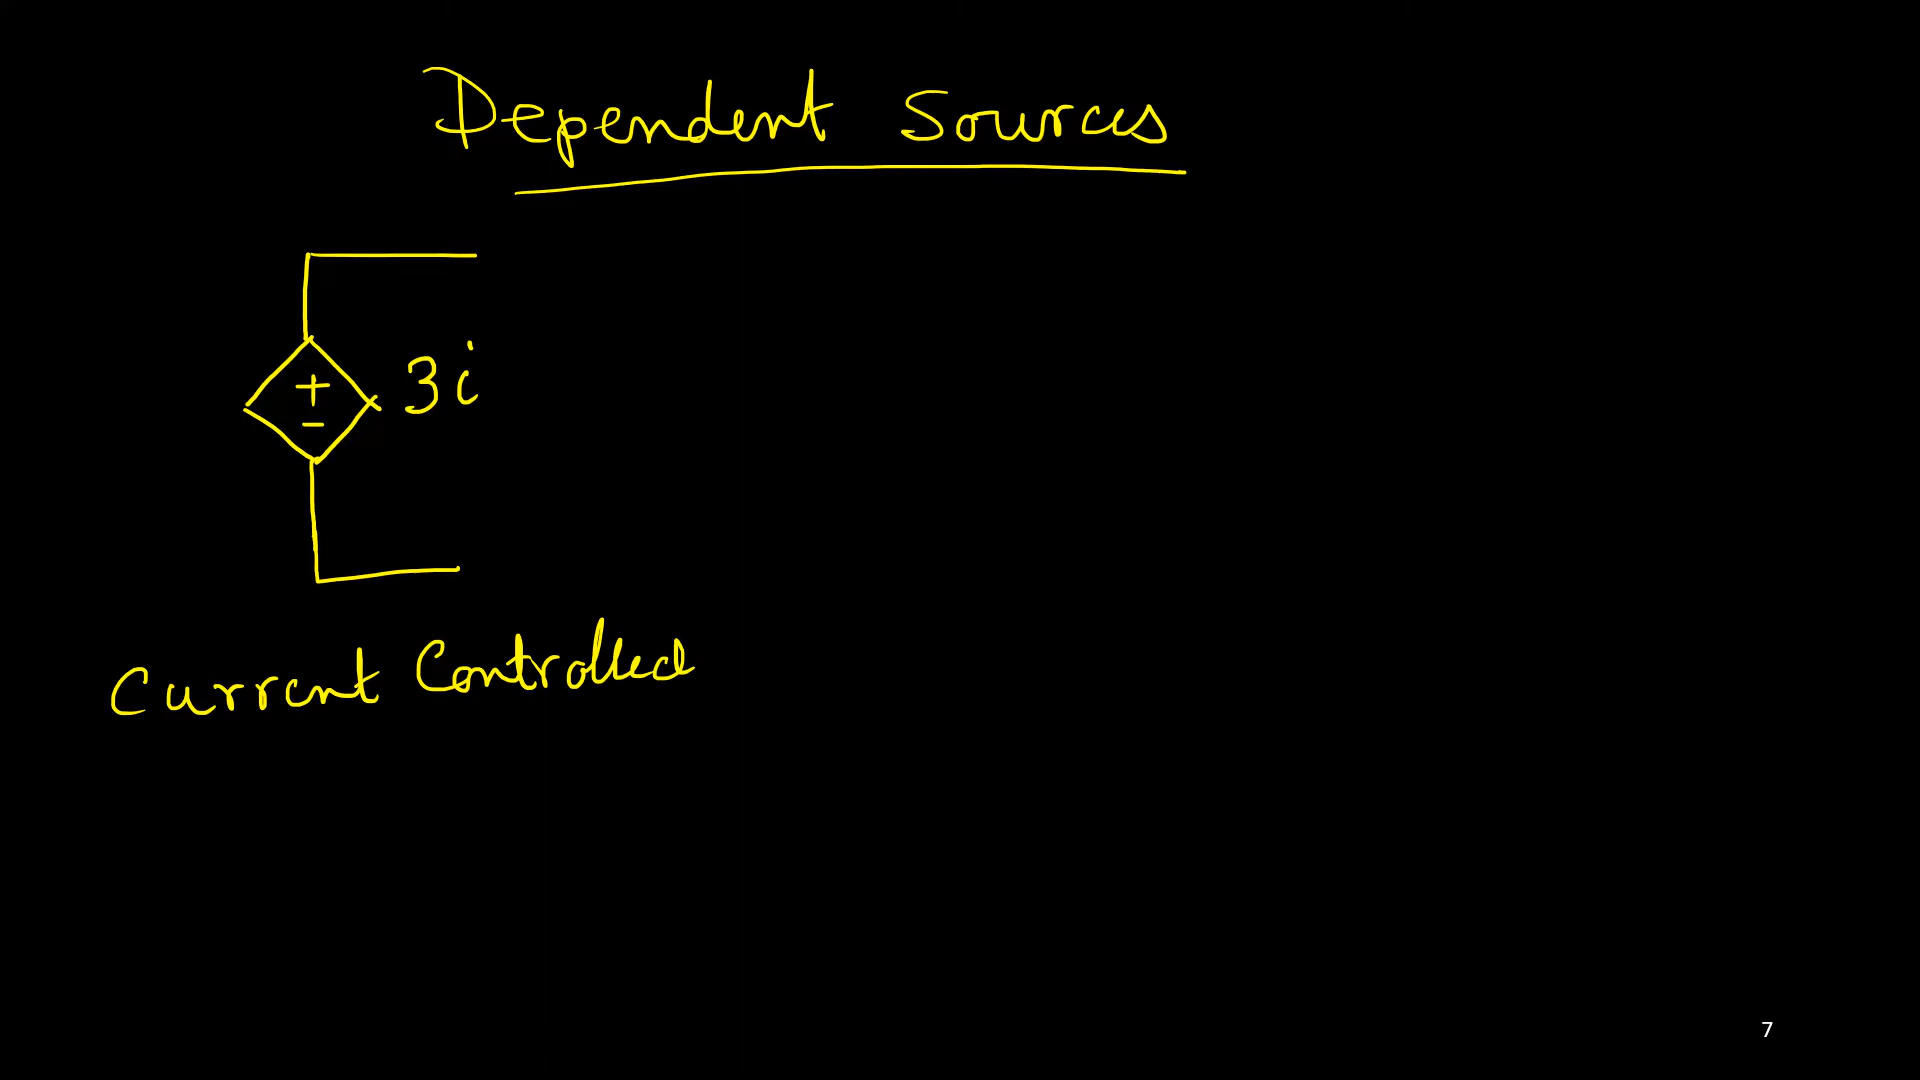 Dependent Sources
+
3i
−
Current Controlled
7